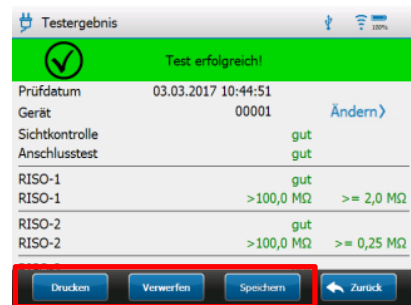 Testergebnis 100%
Test erfolgreich!
Prüfdatum 03.03.2017 10:44:51
Gerät 00001 Ändern
Sichtkontrolle gut
Anschlusstest gut
RISO-1 gut
RISO-1 >100,0 MΩ >= 2,0 MΩ
RISO-2 gut
RISO-2 >100,0 MΩ >= 0,25 MΩ
Drucken Verwerfen Speichern Zurück